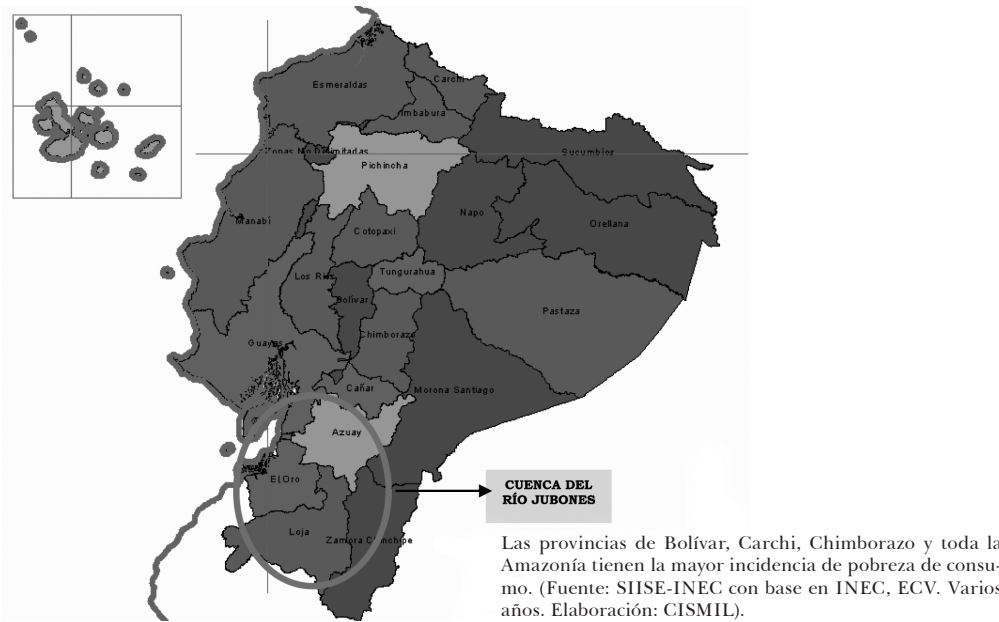 Esmeraldas
Carchi
Imbabura
Zonas No Delimitadas
Pichincha
Sucumbios
Napo
Orellana
Manabí
Cotopaxi
Los Ríos
Tungurahua
Bolívar
Pastaza
Chimborazo
Guayas
Cañar
Morona Santiago
Azuay
El Oro
Loja
Zamora Chinchipe
CUENCA DEL
RÍO JUBONES
Las provincias de Bolívar, Carchi, Chimborazo y toda la
Amazonía tienen la mayor incidencia de pobreza de consu-
mo. (Fuente: SIISE-INEC con base en INEC, ECV. Varios
años. Elaboración: CISMIL).